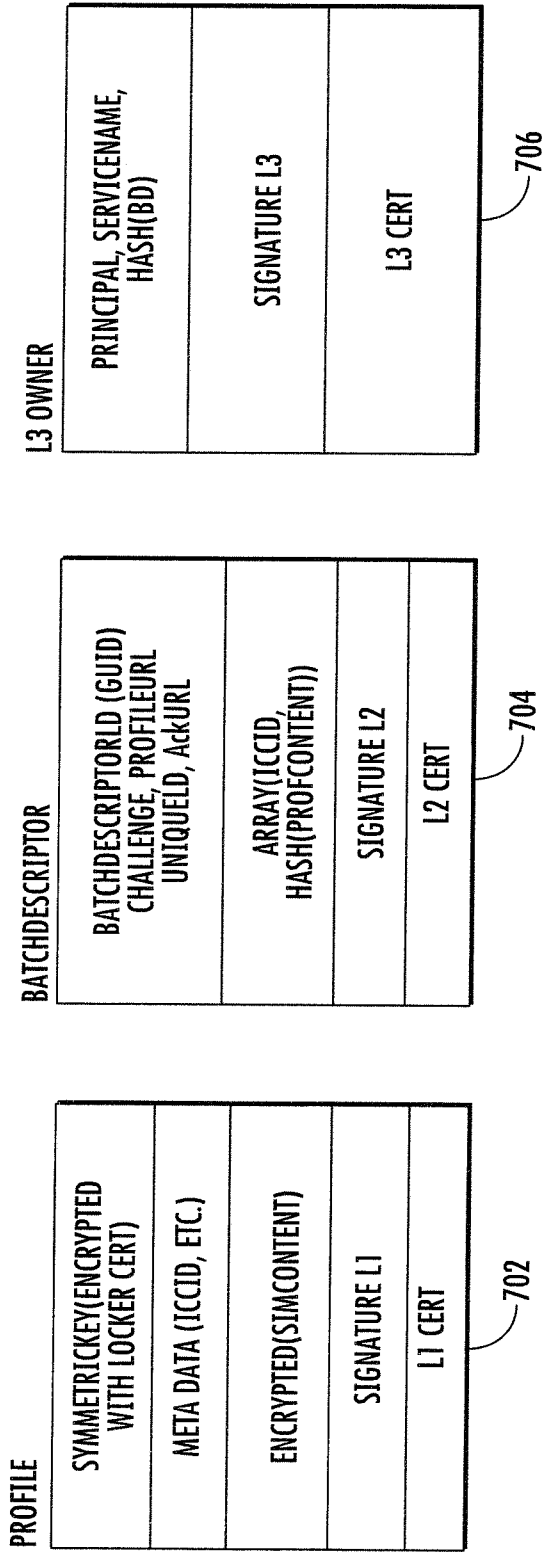 PROFILE
SYMMETRICKEY(ENCRYPTED
WITH LOCKER CERT)
META DATA (ICCID, ETC.)
ENCRYPTED(SIMCONTENT)
SIGNATURE L1
L1 CERT
702
BATCHDESCRIPTOR
BATCHDESCRIPTORLD (GUID)
CHALLENGE, PROFILEURL
UNIQUELD, AckURL
ARRAY(ICCID,
HASH(PROFCONTENT))
SIGNATURE L2
L2 CERT
704
L3 OWNER
PRINCIPAL, SERVICENAME,
HASH(BD)
SIGNATURE L3
L3 CERT
706